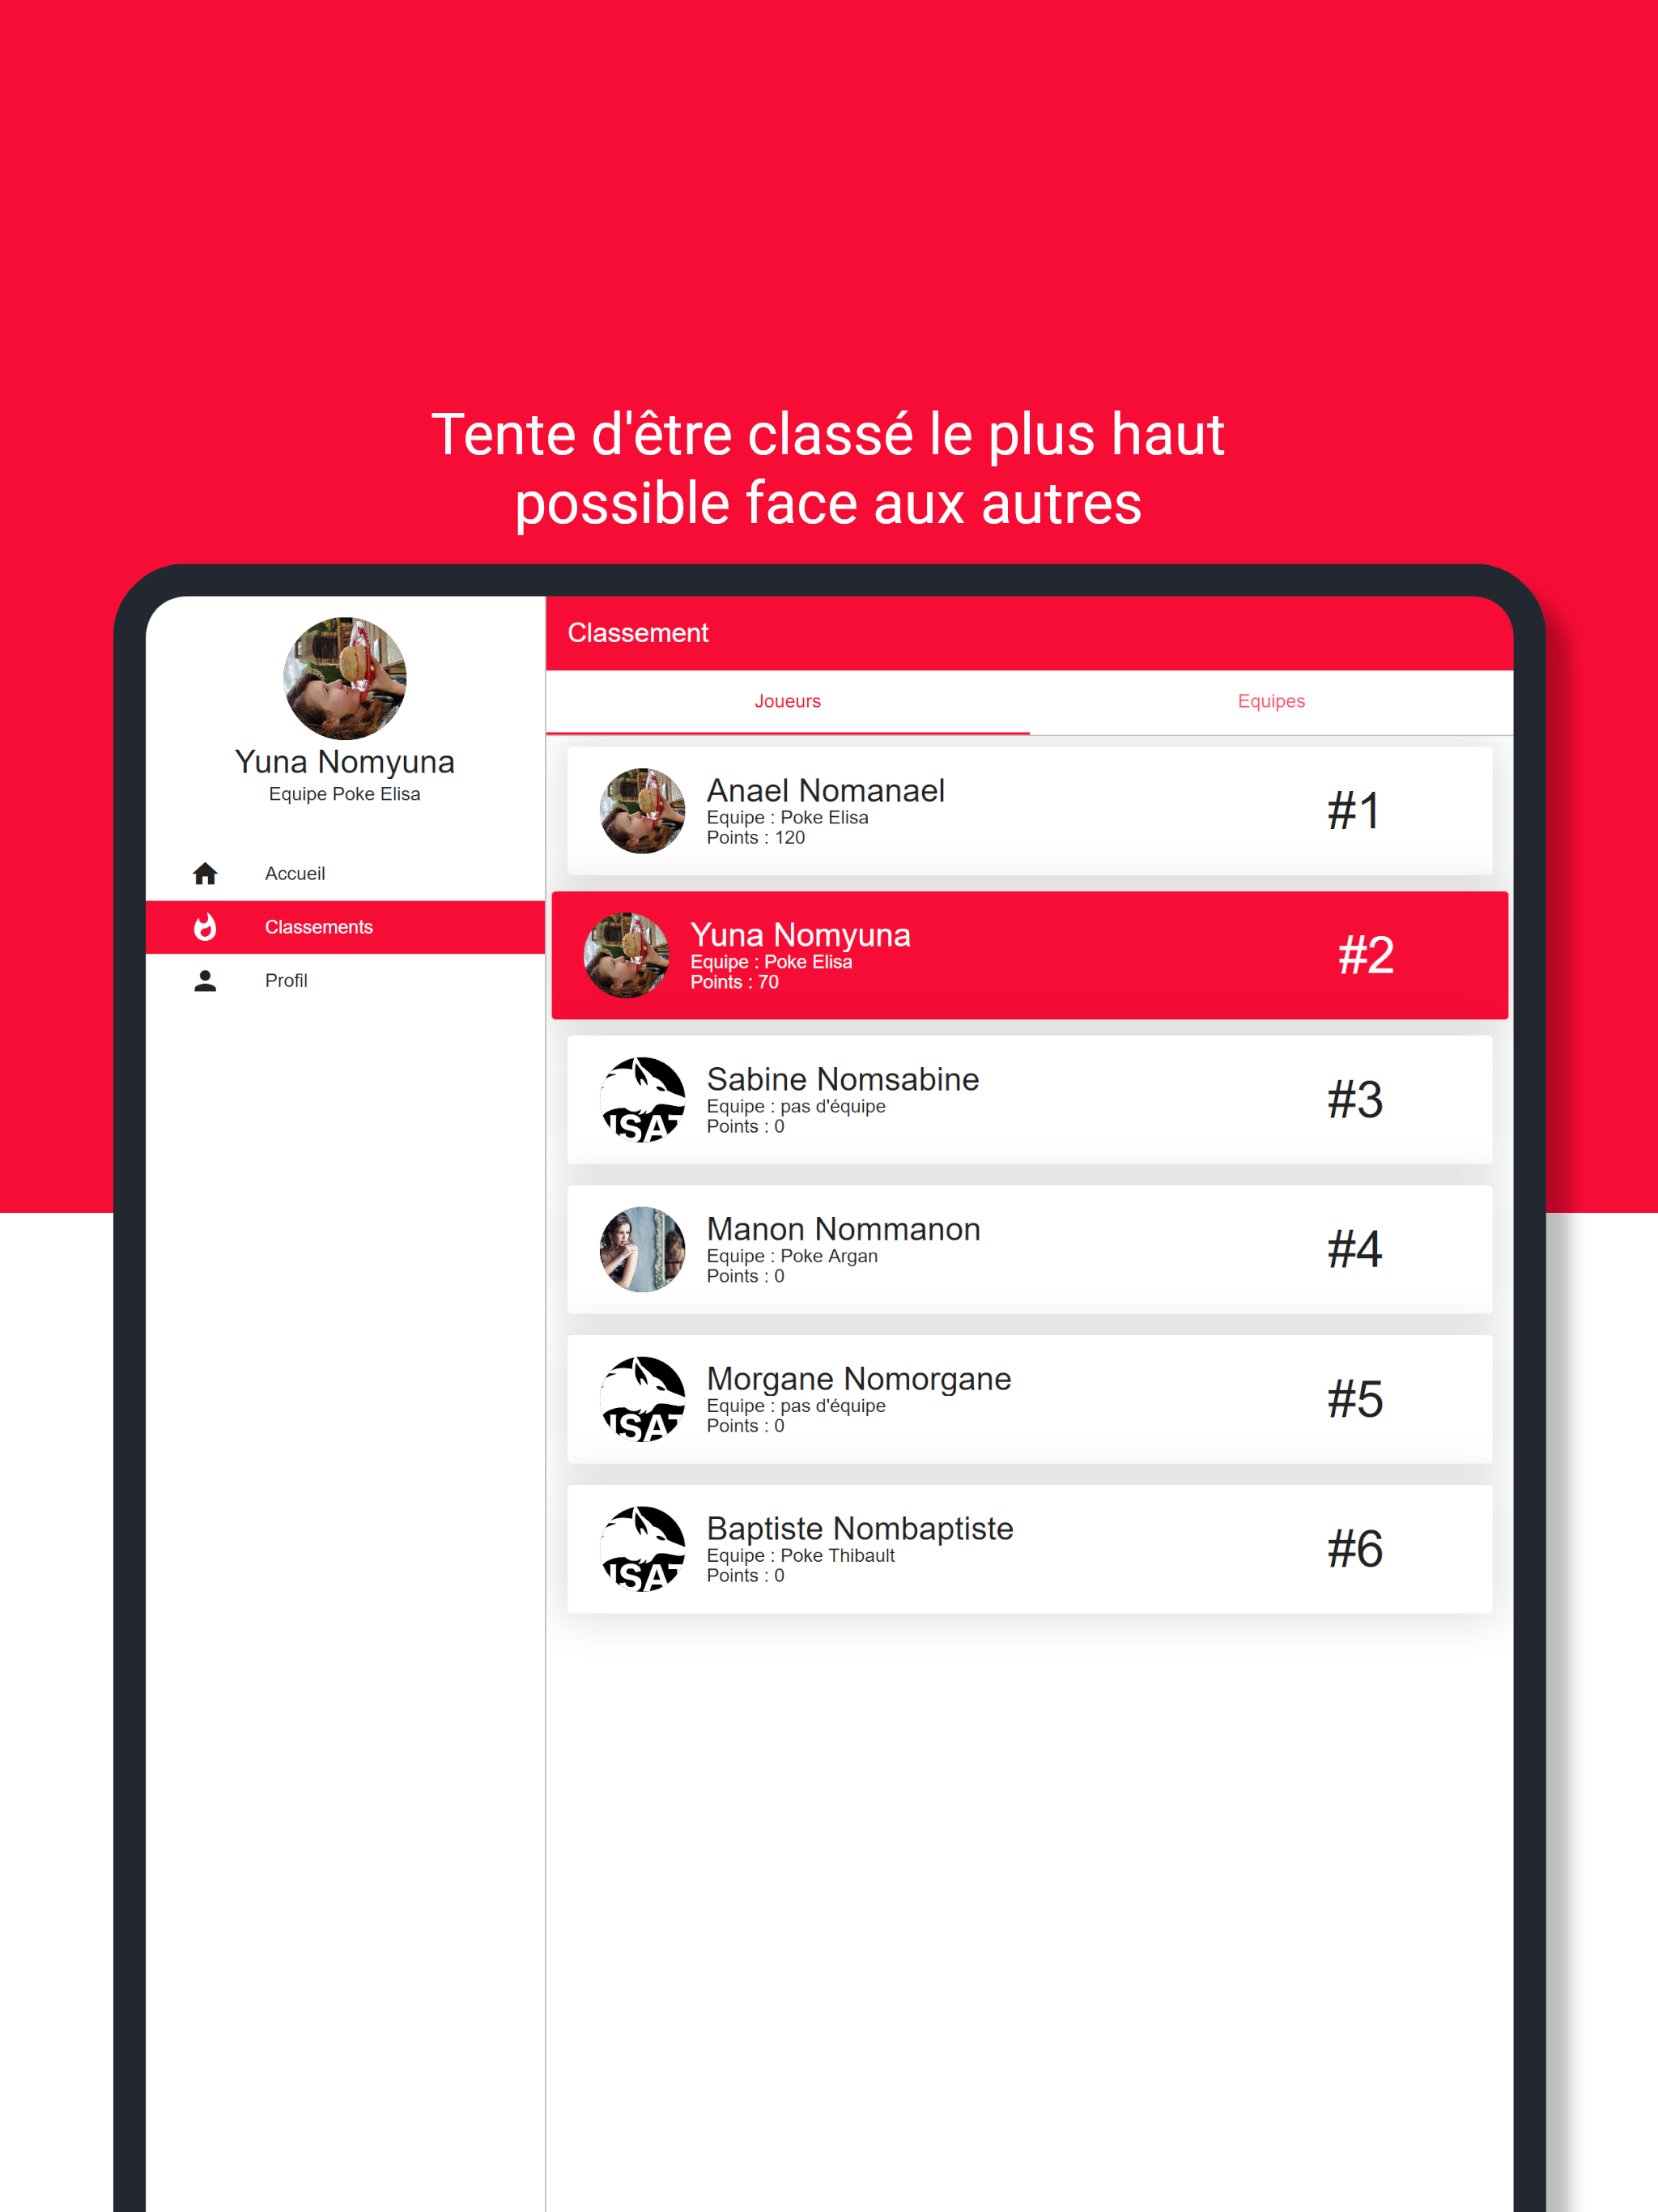 Tente d'être classé le plus haut
possible face aux autres
Yuna Nomyuna
Equipe Poke Elisa
Accueil
Classements
Profil
Classement
Joueurs
Equipes
Anael Nomanael
Equipe : Poke Elisa
Points : 120
#1
Yuna Nomyuna
Equipe : Poke Elisa
Points : 70
#2
ISAT
Sabine Nomsabine
Equipe : pas d'équipe
Points : 0
#3
Manon Nommanon
Equipe : Poke Argan
Points : 0
#4
ISAT
Morgane Nomorgane
Equipe : pas d'équipe
Points : 0
#5
ISAT
Baptiste Nombaptiste
Equipe : Poke Thibault
Points : 0
#6